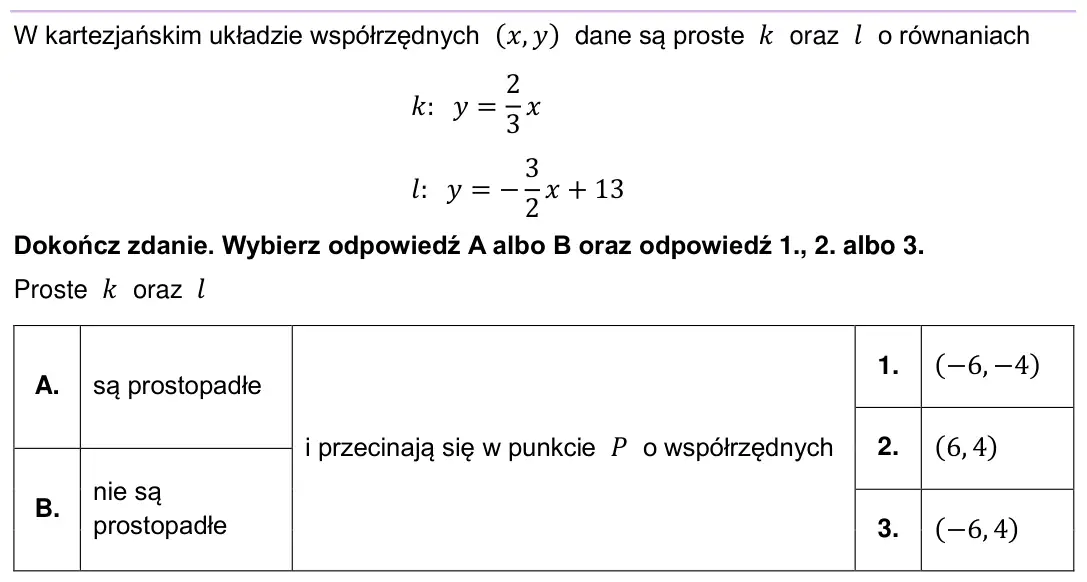 W kartezjańskim układzie współrzędnych (x, y) dane są proste k oraz l o równaniach
k: y = 2/3 x
l: y = −3/2 x + 13
Dokończ zdanie. Wybierz odpowiedź A albo B oraz odpowiedź 1., 2. albo 3.
Proste k oraz l
A. są prostopadłe
B. nie są
prostopadłe
i przecinają się w punkcie P o współrzędnych
1. (−6, −4)
2. (6, 4)
3. (−6, 4)